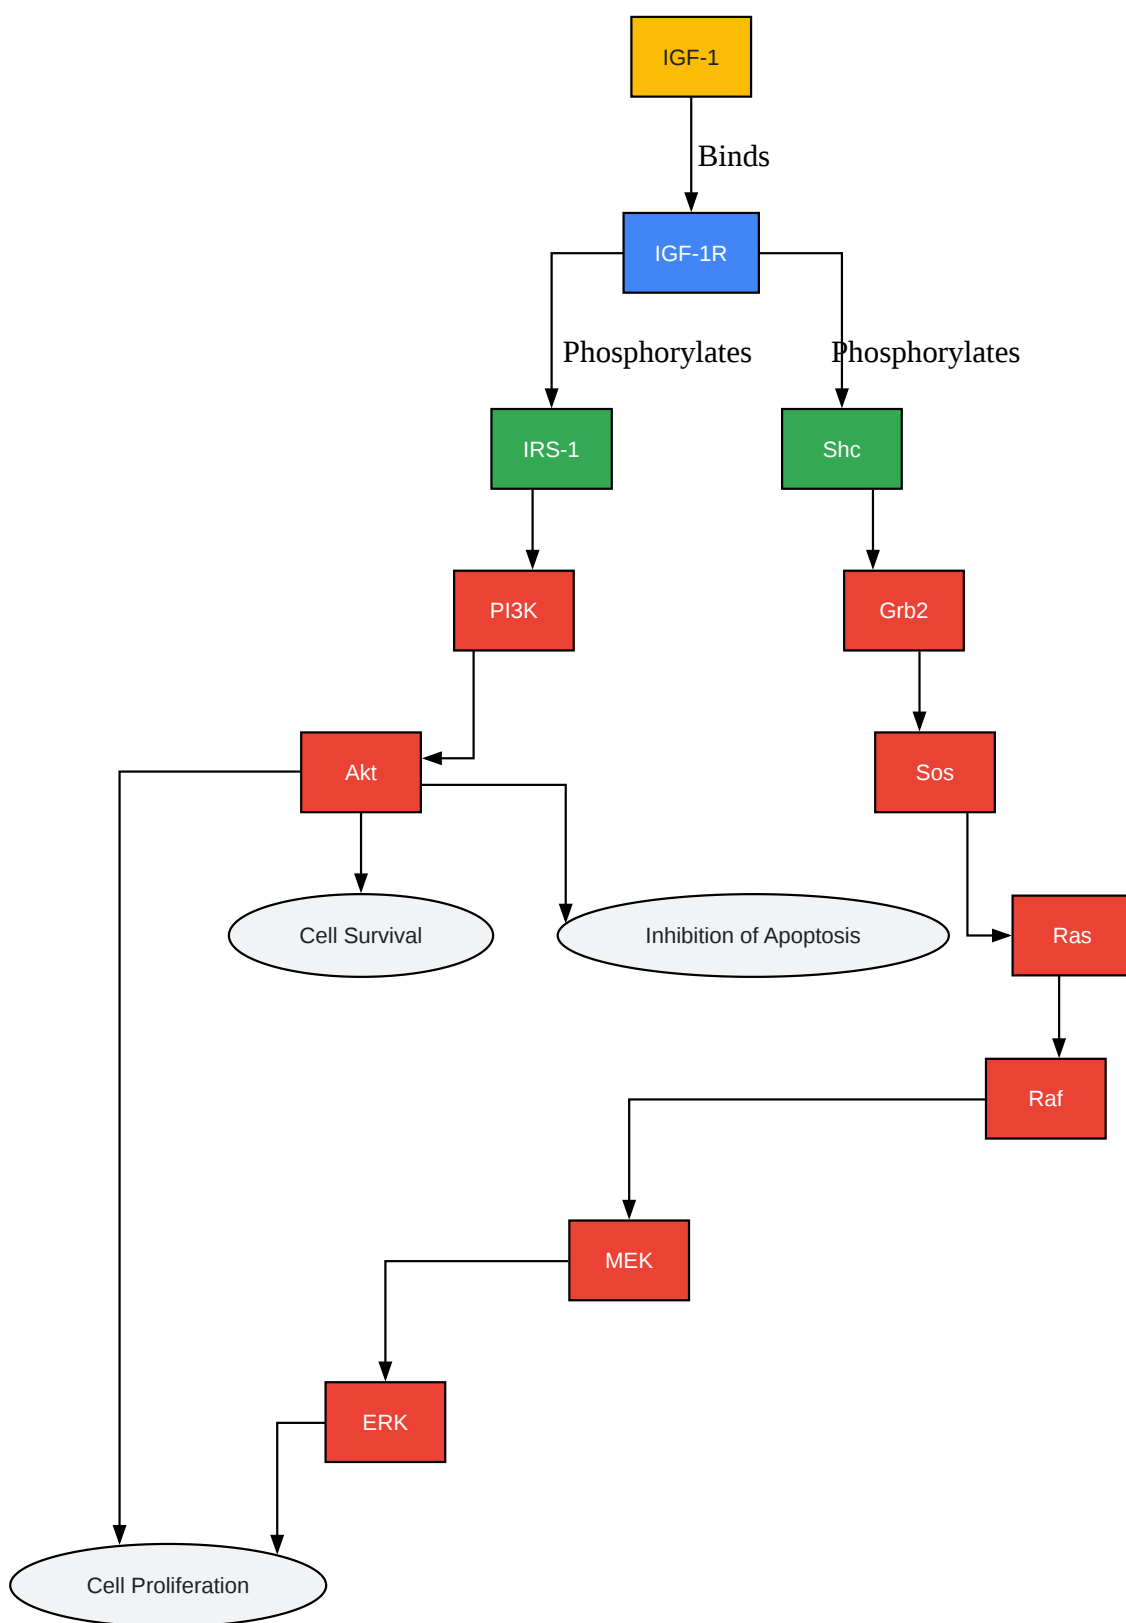 IGF-1
Binds
IGF-1R
Phosphorylates
Phosphorylates
IRS-1
Shc
PI3K
Grb2
Akt
Sos
Cell Survival
Inhibition of Apoptosis
Ras
Raf
MEK
ERK
Cell Proliferation